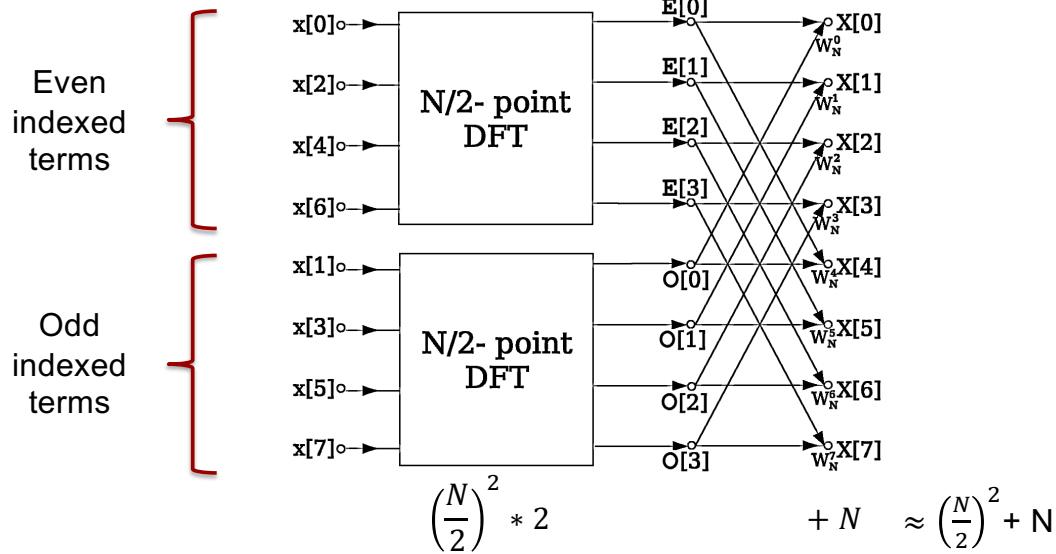 Even
indexed
terms
x[0]
x[2]
x[4]
x[6]
N/2- point
DFT
E[0]
E[1]
E[2]
E[3]
W_N^0 X[0]
W_N^1 X[1]
W_N^2 X[2]
W_N^3 X[3]
Odd
indexed
terms
x[1]
x[3]
x[5]
x[7]
N/2- point
DFT
O[0]
O[1]
O[2]
O[3]
W_N^4 X[4]
W_N^5 X[5]
W_N^6 X[6]
W_N^7 X[7]
(N/2)^2 * 2 + N ≈ (N/2)^2 + N